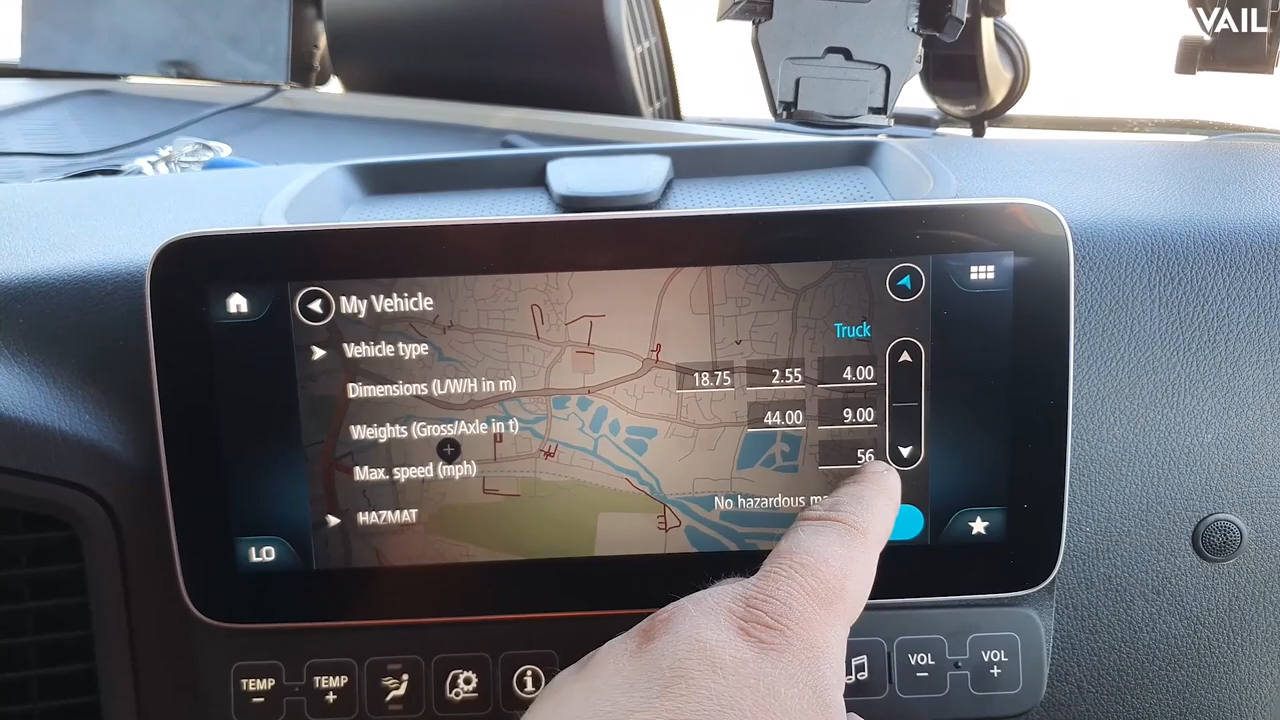 VAIL
My Vehicle
Truck
Vehicle type
Dimensions (L/W/H in m) 18.75 2.55 4.00
Weights (Gross/Axle in t) 44.00 9.00
Max. speed (mph) 56
No hazardous
HAZMAT
LO
TEMP − TEMP + VOL − VOL +